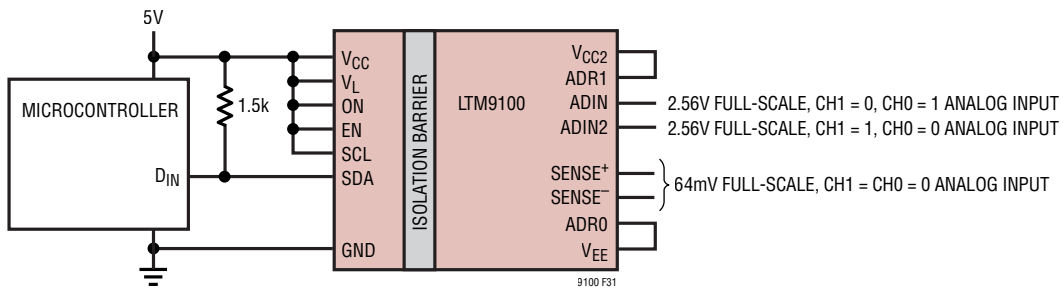 5V
MICROCONTROLLER
DIN
1.5k
VCC
VL
ON
EN
SCL
SDA
GND
ISOLATION BARRIER
LTM9100
VCC2
ADR1
ADIN
ADIN2
SENSE+
SENSE–
ADR0
VEE
2.56V FULL-SCALE, CH1 = 0, CH0 = 1 ANALOG INPUT
2.56V FULL-SCALE, CH1 = 1, CH0 = 0 ANALOG INPUT
64mV FULL-SCALE, CH1 = CH0 = 0 ANALOG INPUT
9100 F31